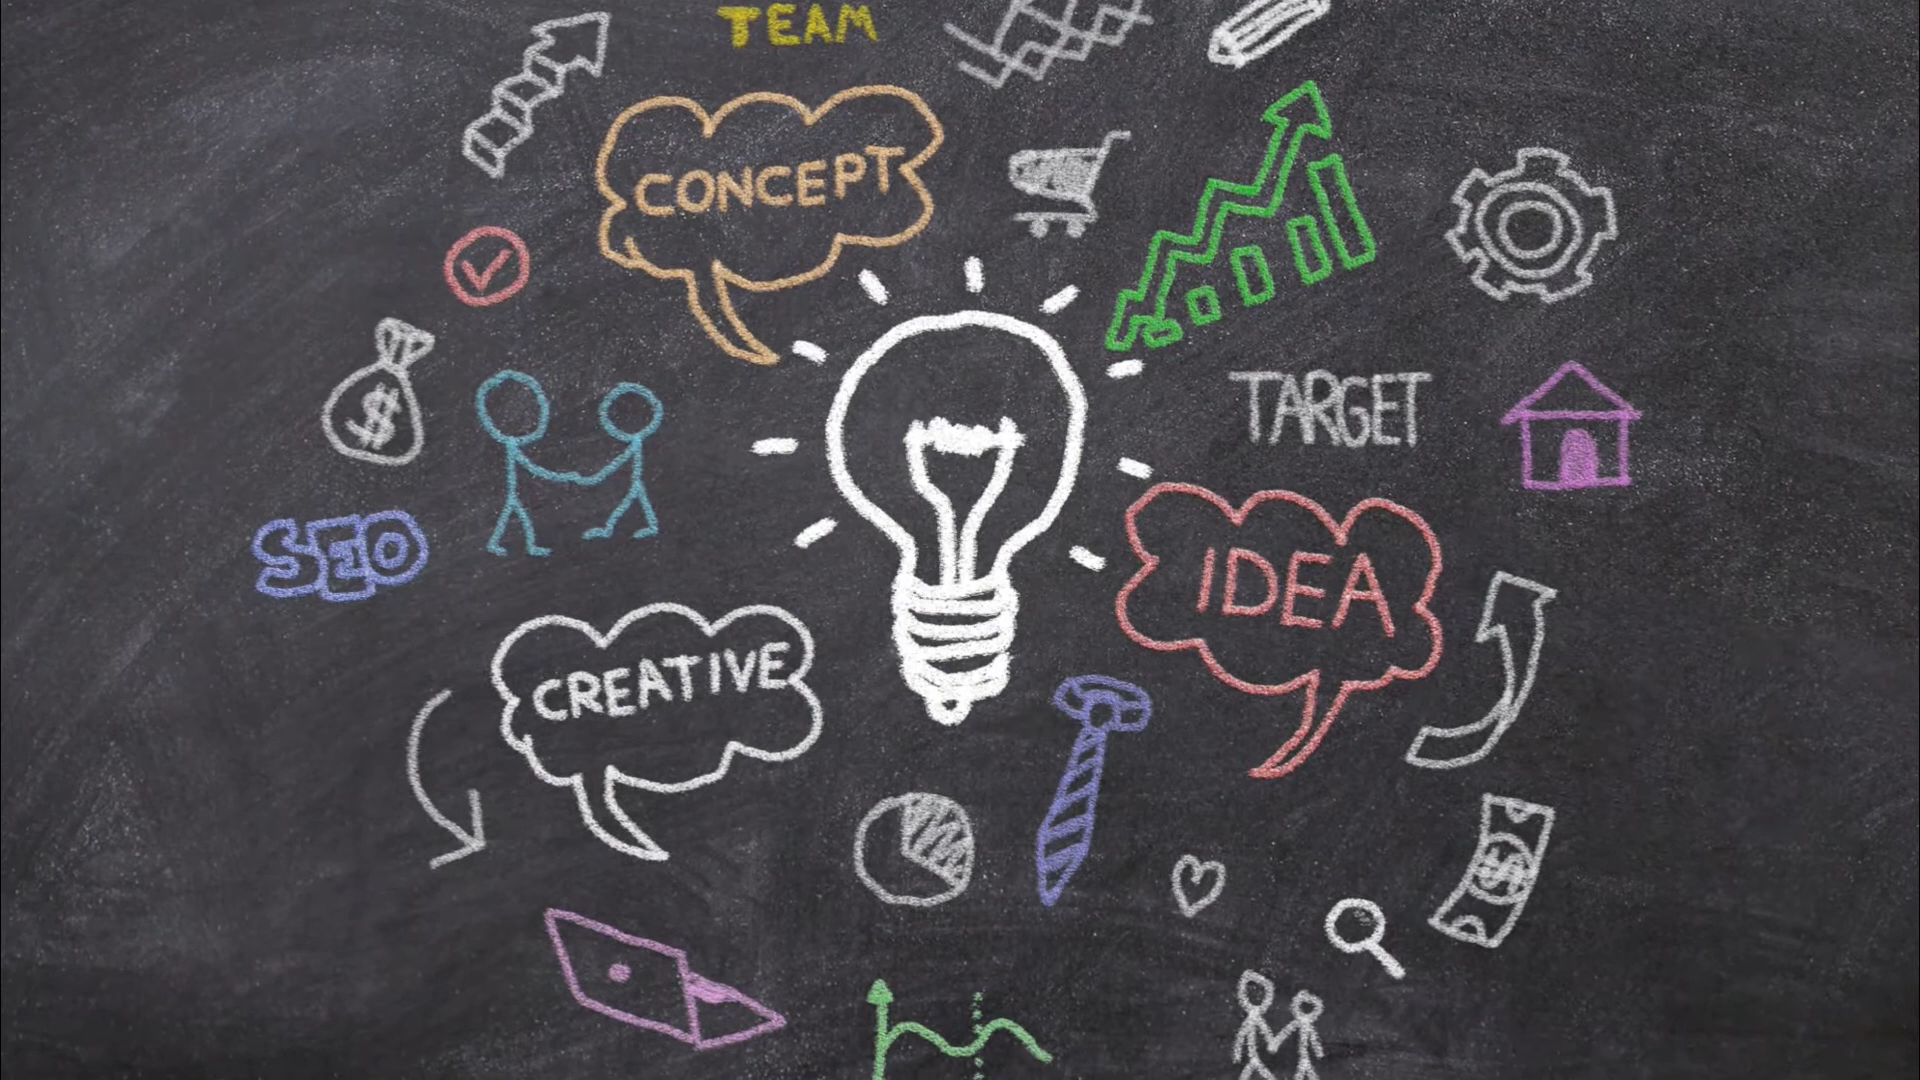 TEAM
CONCEPT
$
TARGET
SEO
IDEA
CREATIVE
$